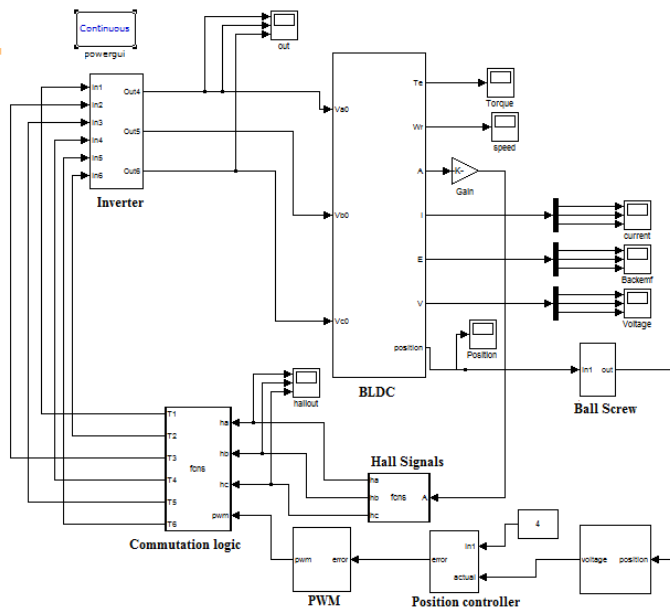 Continuous
powergui
out
In1
In2
In3
In4
In5
In6
Out4
Out5
Out6
Inverter
Va0
Vb0
Vc0
Te
Wr
A
I
E
V
position
BLDC
Torque
speed
K-
Gain
current
Backemf
Voltage
Position
In1
out
Ball Screw
hallout
T1
T2
T3
T4
T5
T6
fcns
ha
hb
hc
pwm
Commutation logic
Hall Signals
ha
hb
hc
fcns
A
pwm
error
PWM
error
in1
actual
Position controller
4
voltage
position